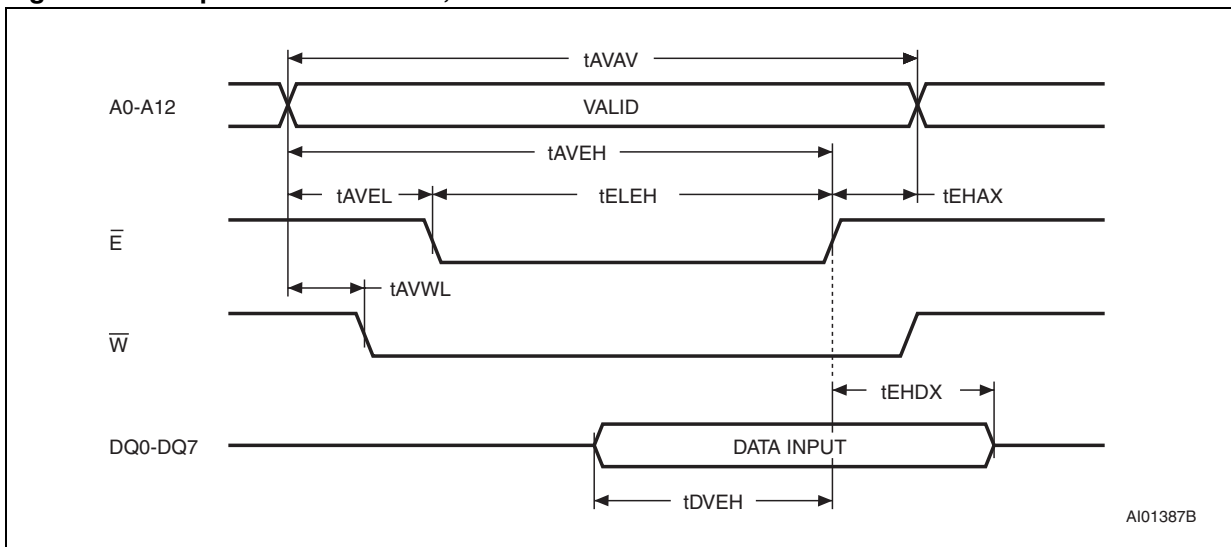 tAVAV
A0-A12
VALID
tAVEH
tAVEL
tELEH
tEHAX
E̅
tAVWL
W̅
tEHDX
DQ0-DQ7
DATA INPUT
tDVEH
AI01387B